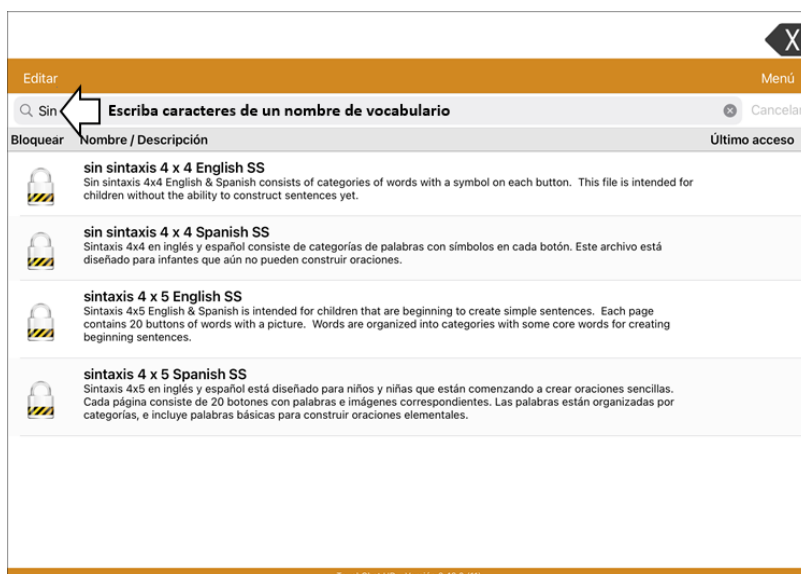 X
Editar
Menú
Sin
Escriba caracteres de un nombre de vocabulario
Cancelar
Bloquear Nombre / Descripción Último acceso
sin sintaxis 4 x 4 English SS
Sin sintaxis 4x4 English & Spanish consists of categories of words with a symbol on each button. This file is intended for
children without the ability to construct sentences yet.
sin sintaxis 4 x 4 Spanish SS
Sintaxis 4x4 en inglés y español consiste de categorías de palabras con símbolos en cada botón. Este archivo está
diseñado para infantes que aún no pueden construir oraciones.
sintaxis 4 x 5 English SS
Sintaxis 4x5 English & Spanish is intended for children that are beginning to create simple sentences. Each page
contains 20 buttons of words with a picture. Words are organized into categories with some core words for creating
beginning sentences.
sintaxis 4 x 5 Spanish SS
Sintaxis 4x5 en inglés y español está diseñado para niños y niñas que están comenzando a crear oraciones sencillas.
Cada página consiste de 20 botones con palabras e imágenes correspondientes. Las palabras están organizadas por
categorías, e incluye palabras básicas para construir oraciones elementales.